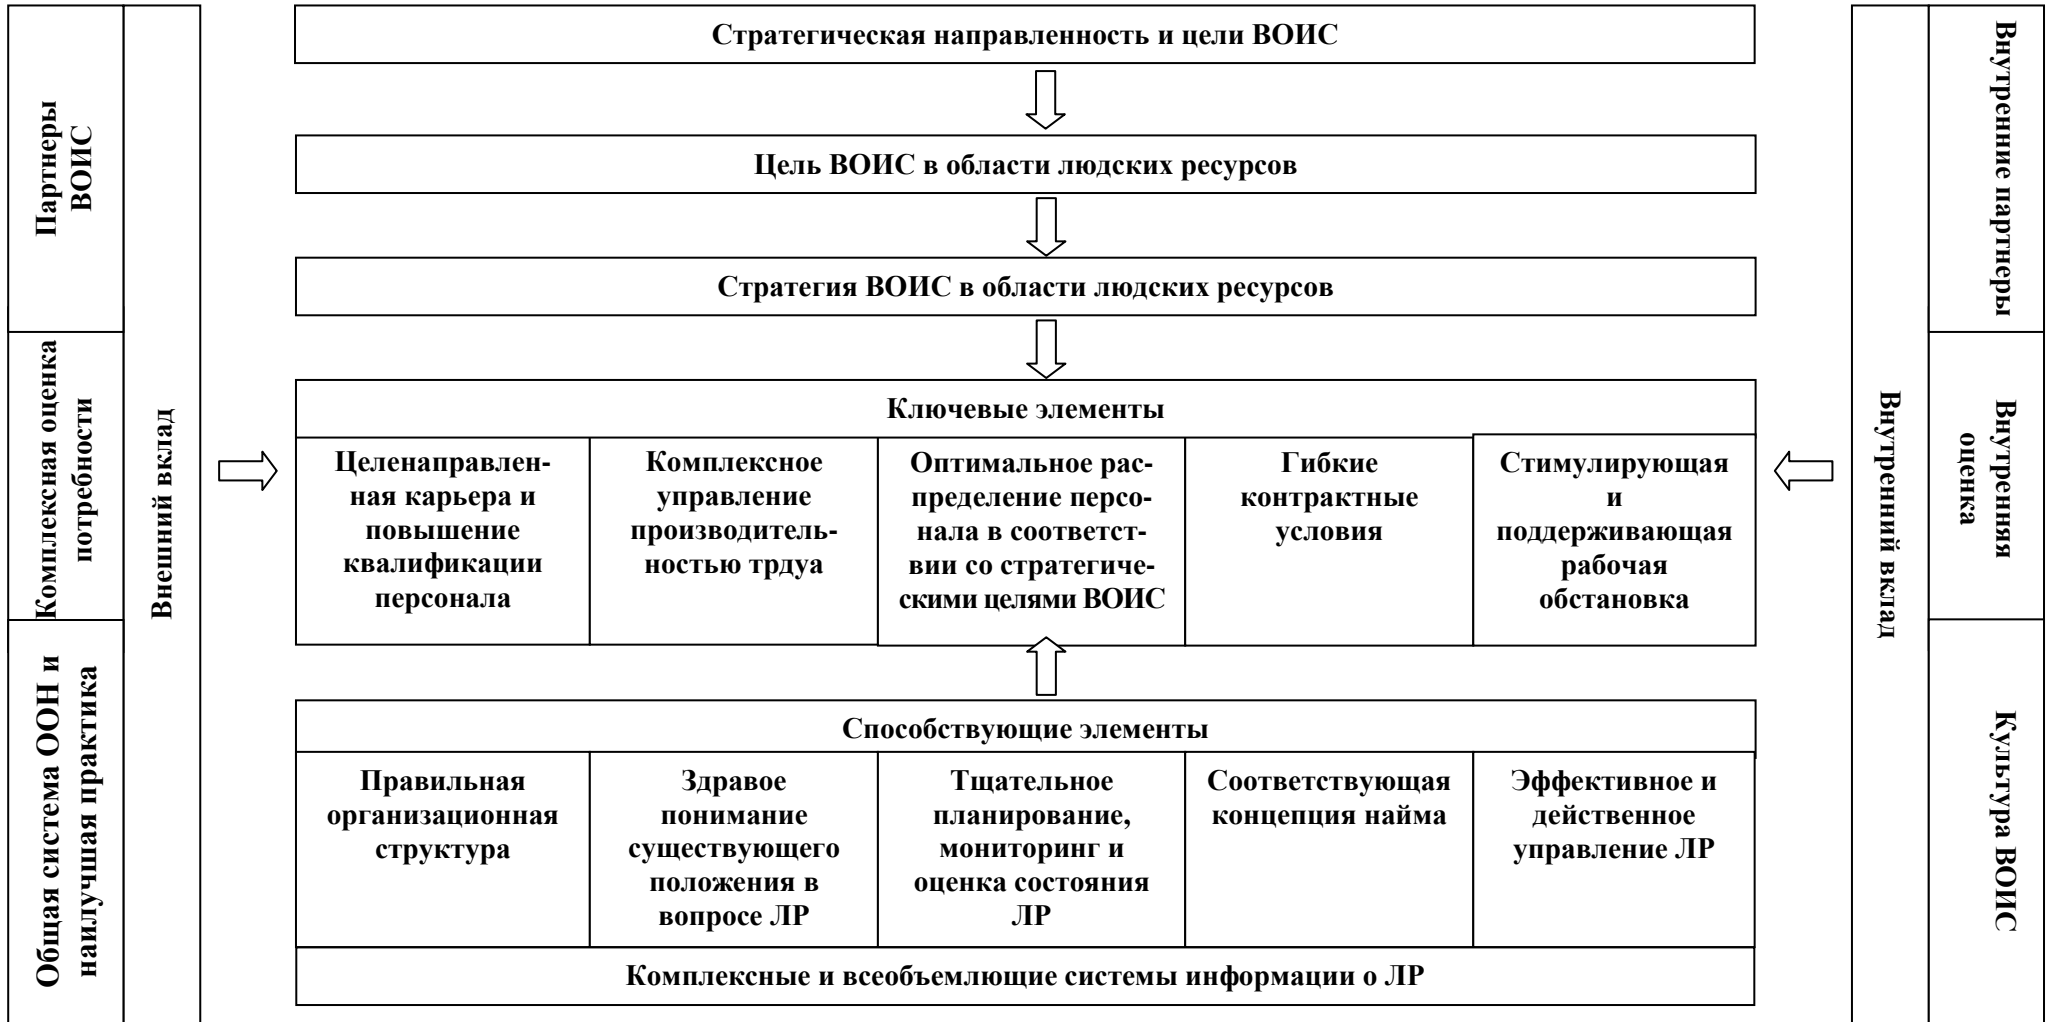 Партнеры
ВОИС
Комплексная оценка
потребности
Общая система ООН и
наилучшая практика
Внешний вклад
Стратегическая направленность и цели ВОИС
Цель ВОИС в области людских ресурсов
Стратегия ВОИС в области людских ресурсов
Ключевые элементы
Целенаправлен-
ная карьера и
повышение
квалификации
персонала
Комплексное
управление
производитель-
ностью трдуа
Оптимальное рас-
пределение персо-
нала в соответст-
вии со стратегиче-
скими целями ВОИС
Гибкие
контрактные
условия
Стимулирующая
и
поддерживающая
рабочая
обстановка
Способствующие элементы
Правильная
организационная
структура
Здравое
понимание
существующего
положения в
вопросе ЛР
Тщательное
планирование,
мониторинг и
оценка состояния
ЛР
Соответствующая
концепция найма
Эффективное и
действенное
управление ЛР
Комплексные и всеобъемлющие системы информации о ЛР
Внутренний вклад
Внутренние партнеры
Внутренняя
оценка
Культура ВОИС